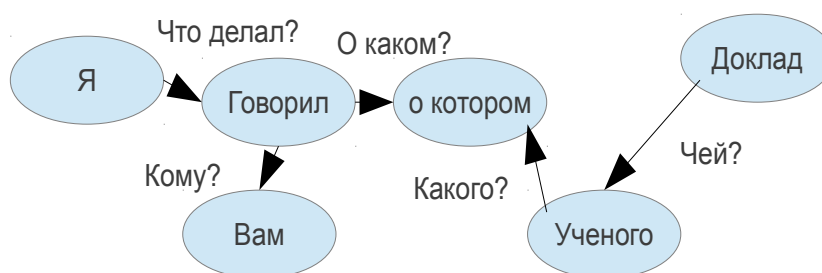 Что делал?
О каком?
Я
Говорил
о котором
Доклад
Кому?
Какого?
Чей?
Вам
Ученого